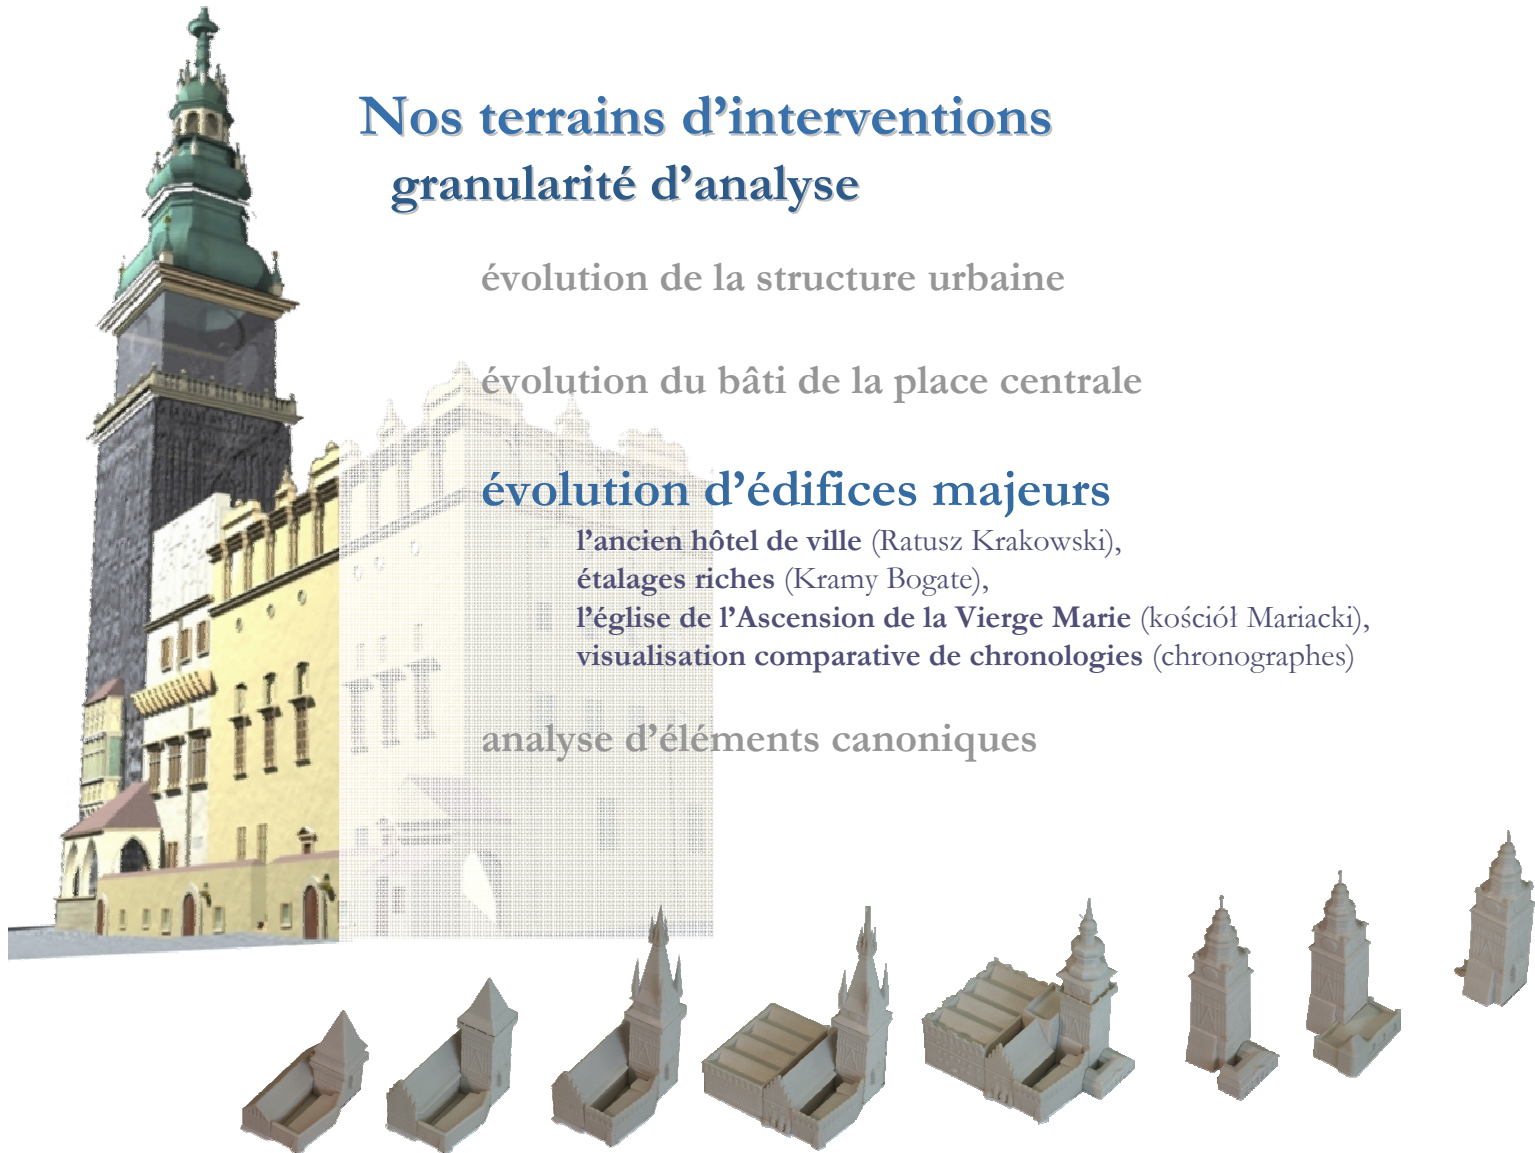 Nos terrains d’interventions
granularité d’analyse
évolution de la structure urbaine
évolution du bâti de la place centrale
évolution d’édifices majeurs
l’ancien hôtel de ville (Ratusz Krakowski),
étalages riches (Kramy Bogate),
l’église de l’Ascension de la Vierge Marie (kościół Mariacki),
visualisation comparative de chronologies (chronographes)
analyse d’éléments canoniques